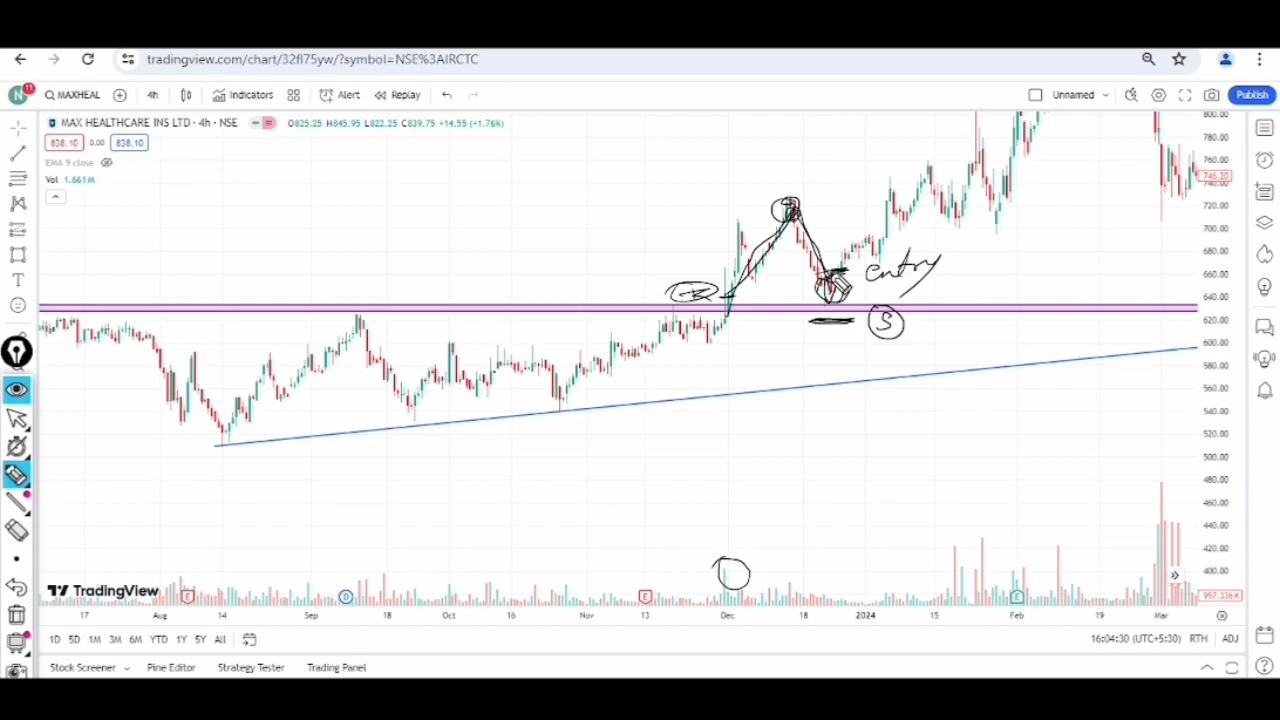 tradingview.com/chart/32fl75yw/?symbol=NSE%3AIRCTC
N 11 MAXHEAL 4h Indicators Alert Replay Unnamed Publish
MAX HEALTHCARE INS LTD · 4h · NSE O825.25 H845.95 L822.25 C839.75 +14.55 (+1.76%)
838.10 0.00 838.10
EMA 9 close
Vol 1.661M
800.00
760.00
746.20
740.00
720.00
700.00
680.00
660.00
640.00
620.00
600.00
580.00
560.00
540.00
520.00
500.00
480.00
460.00
440.00
420.00
400.00
957.336K
entry
R
S
TradingView
E D E E
17 Aug 14 Sep 18 Oct 16 Nov 13 Dec 18 2024 15 Feb 19 Mar
1D 5D 1M 3M 6M YTD 1Y 5Y All 16:04:30 (UTC+5:30) RTH ADJ
Stock Screener Pine Editor Strategy Tester Trading Panel